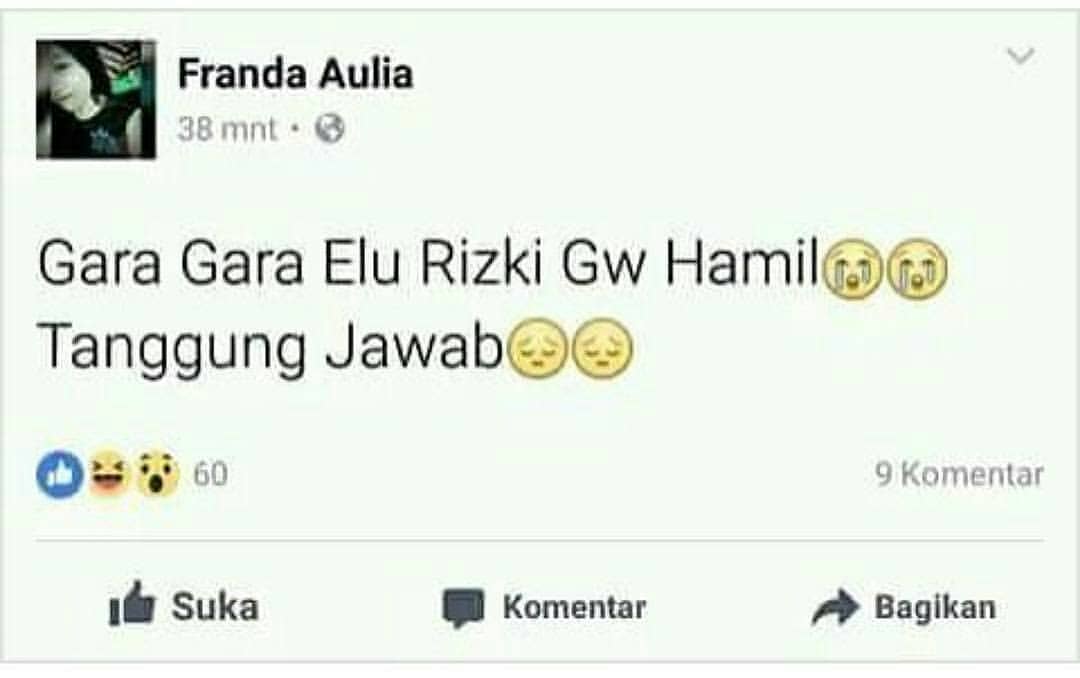 Franda Aulia
38 mnt ·
Gara Gara Elu Rizki Gw Hamil😭😭
Tanggung Jawab😔😔
60
9 Komentar
Suka
Komentar
Bagikan